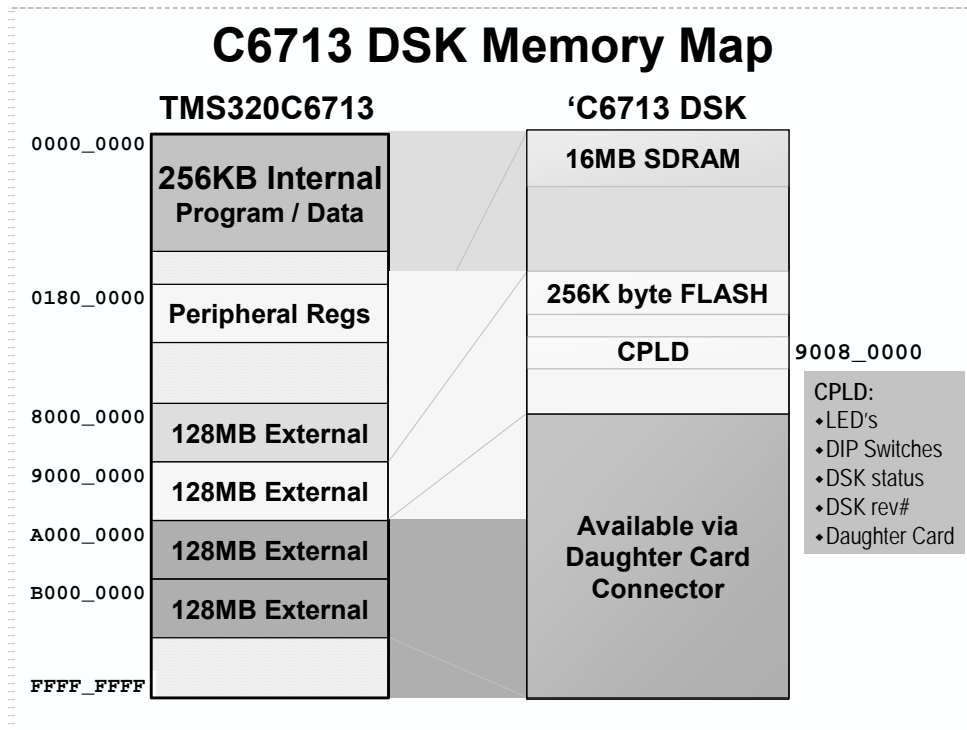 C6713 DSK Memory Map
TMS320C6713
'C6713 DSK
0000_0000
256KB Internal
Program / Data
0180_0000
Peripheral Regs
8000_0000
128MB External
9000_0000
128MB External
A000_0000
128MB External
B000_0000
128MB External
FFFF_FFFF
16MB SDRAM
256K byte FLASH
CPLD
9008_0000
Available via
Daughter Card
Connector
CPLD:
◆LED's
◆DIP Switches
◆DSK status
◆DSK rev#
◆Daughter Card